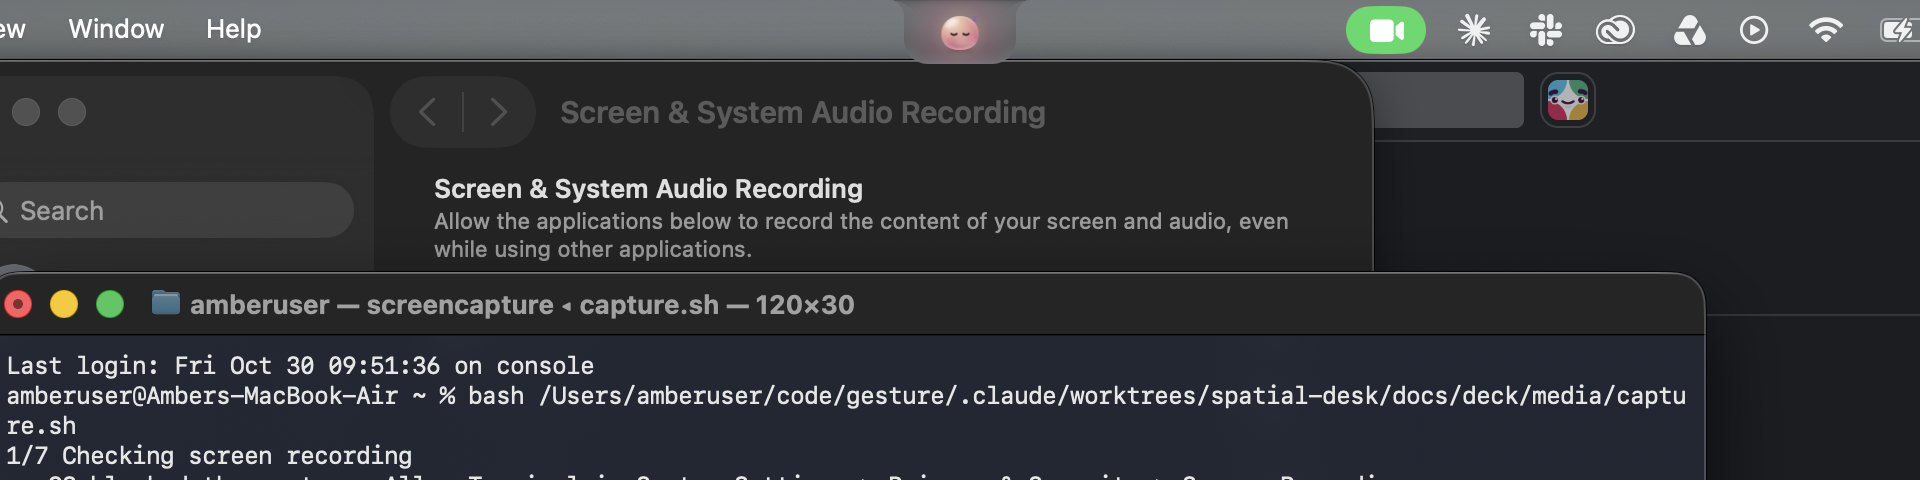 Window Help
Screen & System Audio Recording
Search
Screen & System Audio Recording
Allow the applications below to record the content of your screen and audio, even
while using other applications.
amberuser — screencapture ◂ capture.sh — 120×30
Last login: Fri Oct 30 09:51:36 on console
amberuser@Ambers-MacBook-Air ~ % bash /Users/amberuser/code/gesture/.claude/worktrees/spatial-desk/docs/deck/media/captu
re.sh
1/7 Checking screen recording